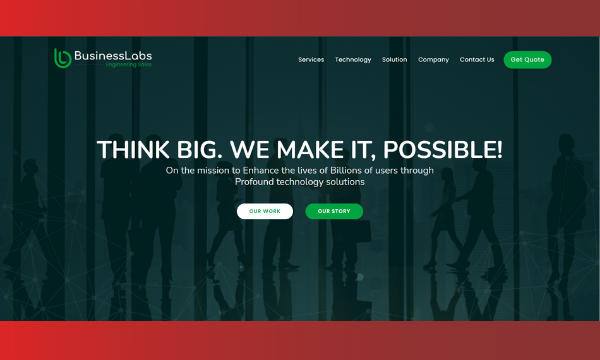 BusinessLabs
Engineering Sales
Services Technology Solution Company Contact Us Get Quote
THINK BIG. WE MAKE IT, POSSIBLE!
On the mission to Enhance the lives of Billions of users through
Profound technology solutions
OUR WORK OUR STORY